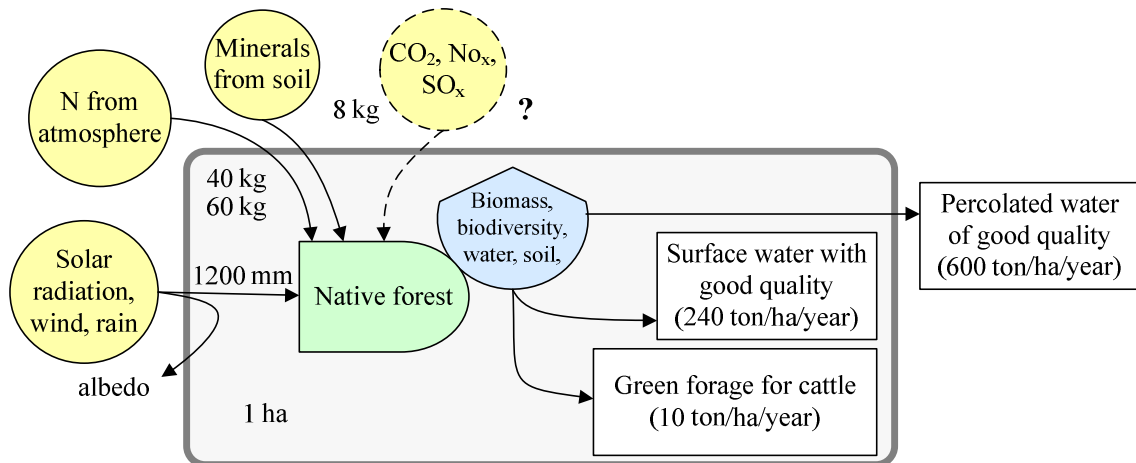 Minerals
from soil
CO₂, Noₓ,
SOₓ
N from
atmosphere
8 kg
?
40 kg
60 kg
Biomass,
biodiversity,
water, soil,
Percolated water
of good quality
(600 ton/ha/year)
Solar
radiation,
wind, rain
1200 mm
Native forest
Surface water with
good quality
(240 ton/ha/year)
albedo
1 ha
Green forage for cattle
(10 ton/ha/year)